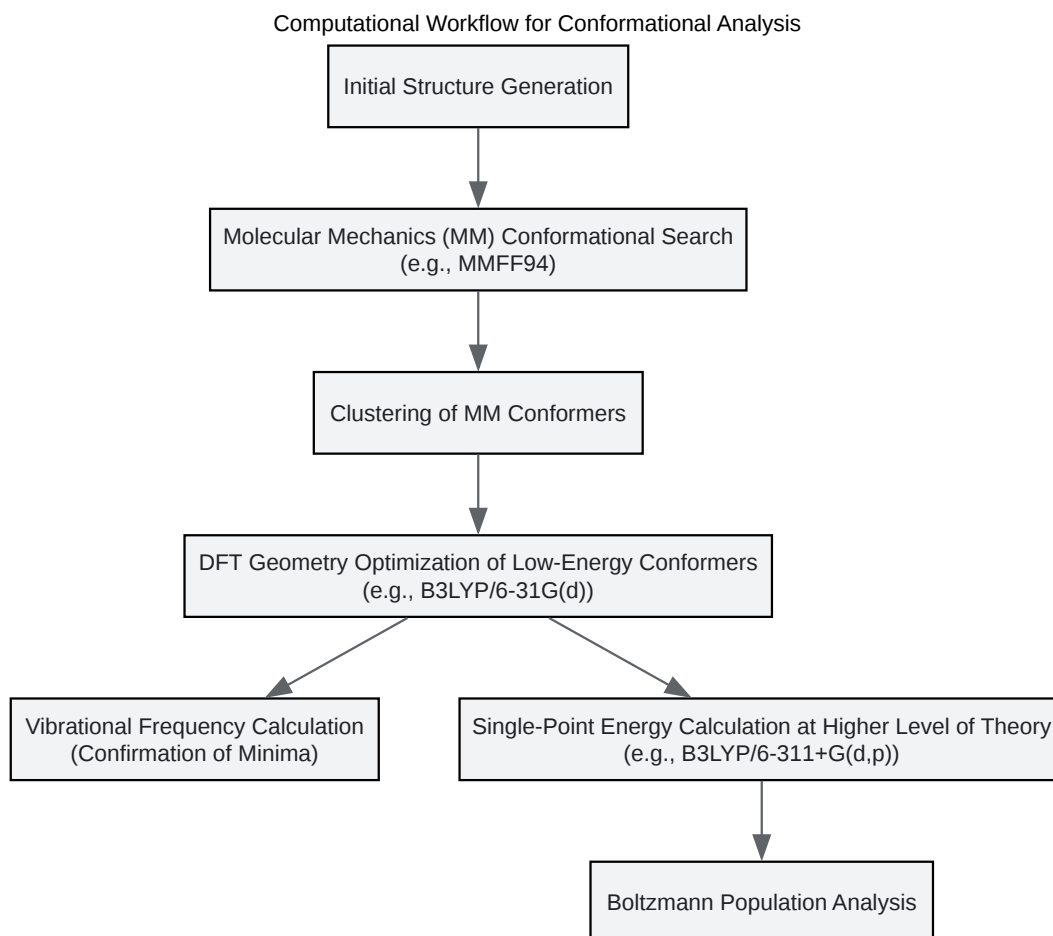 Computational Workflow for Conformational Analysis
Initial Structure Generation
Molecular Mechanics (MM) Conformational Search
(e.g., MMFF94)
Clustering of MM Conformers
DFT Geometry Optimization of Low-Energy Conformers
(e.g., B3LYP/6-31G(d))
Vibrational Frequency Calculation
(Confirmation of Minima)
Single-Point Energy Calculation at Higher Level of Theory
(e.g., B3LYP/6-311+G(d,p))
Boltzmann Population Analysis